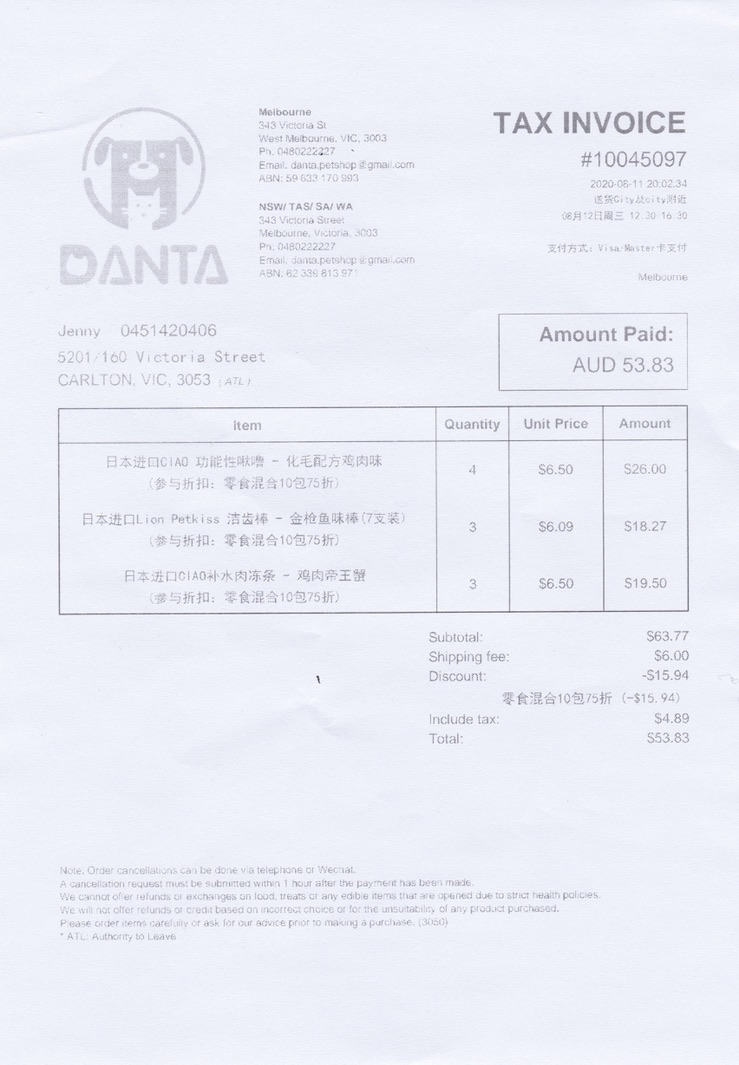 DANTA
Melbourne
343 Victoria St
West Melbourne, VIC, 3003
Ph. 0480222227
Email. danta.petshop@gmail.com
ABN: 59 633 170 993
NSW/ TAS/ SA/ WA
343 Victoria Street
Melbourne, Victoria, 3003
Ph: 0480222227
Email. danta.petshop@gmail.com
ABN: 62 339 813 971
TAX INVOICE
#10045097
2020-08-11 20:02:34
送货City及city附近
08月12日周三 12:30-16:30
支付方式: Visa/Master卡支付
Melbourne
Jenny 0451420406
5201/160 Victoria Street
CARLTON, VIC, 3053 (ATL)
Amount Paid:
AUD 53.83
Item Quantity Unit Price Amount
日本进口CIAO 功能性啾噜 - 化毛配方鸡肉味 4 $6.50 $26.00
(参与折扣: 零食混合10包75折)
日本进口Lion Petkiss 洁齿棒 - 金枪鱼味棒(7支装) 3 $6.09 $18.27
(参与折扣: 零食混合10包75折)
日本进口CIAO补水肉冻条 - 鸡肉帝王蟹 3 $6.50 $19.50
(参与折扣: 零食混合10包75折)
Subtotal: $63.77
Shipping fee: $6.00
Discount: -$15.94
零食混合10包75折 (-$15.94)
Include tax: $4.89
Total: $53.83
Note: Order cancellations can be done via telephone or Wechat.
A cancellation request must be submitted within 1 hour after the payment has been made.
We cannot offer refunds or exchanges on food, treats or any edible items that are opened due to strict health policies.
We will not offer refunds or credit based on incorrect choice or for the unsuitability of any product purchased.
Please order items carefully or ask for our advice prior to making a purchase. (3050)
* ATL: Authority to Leave